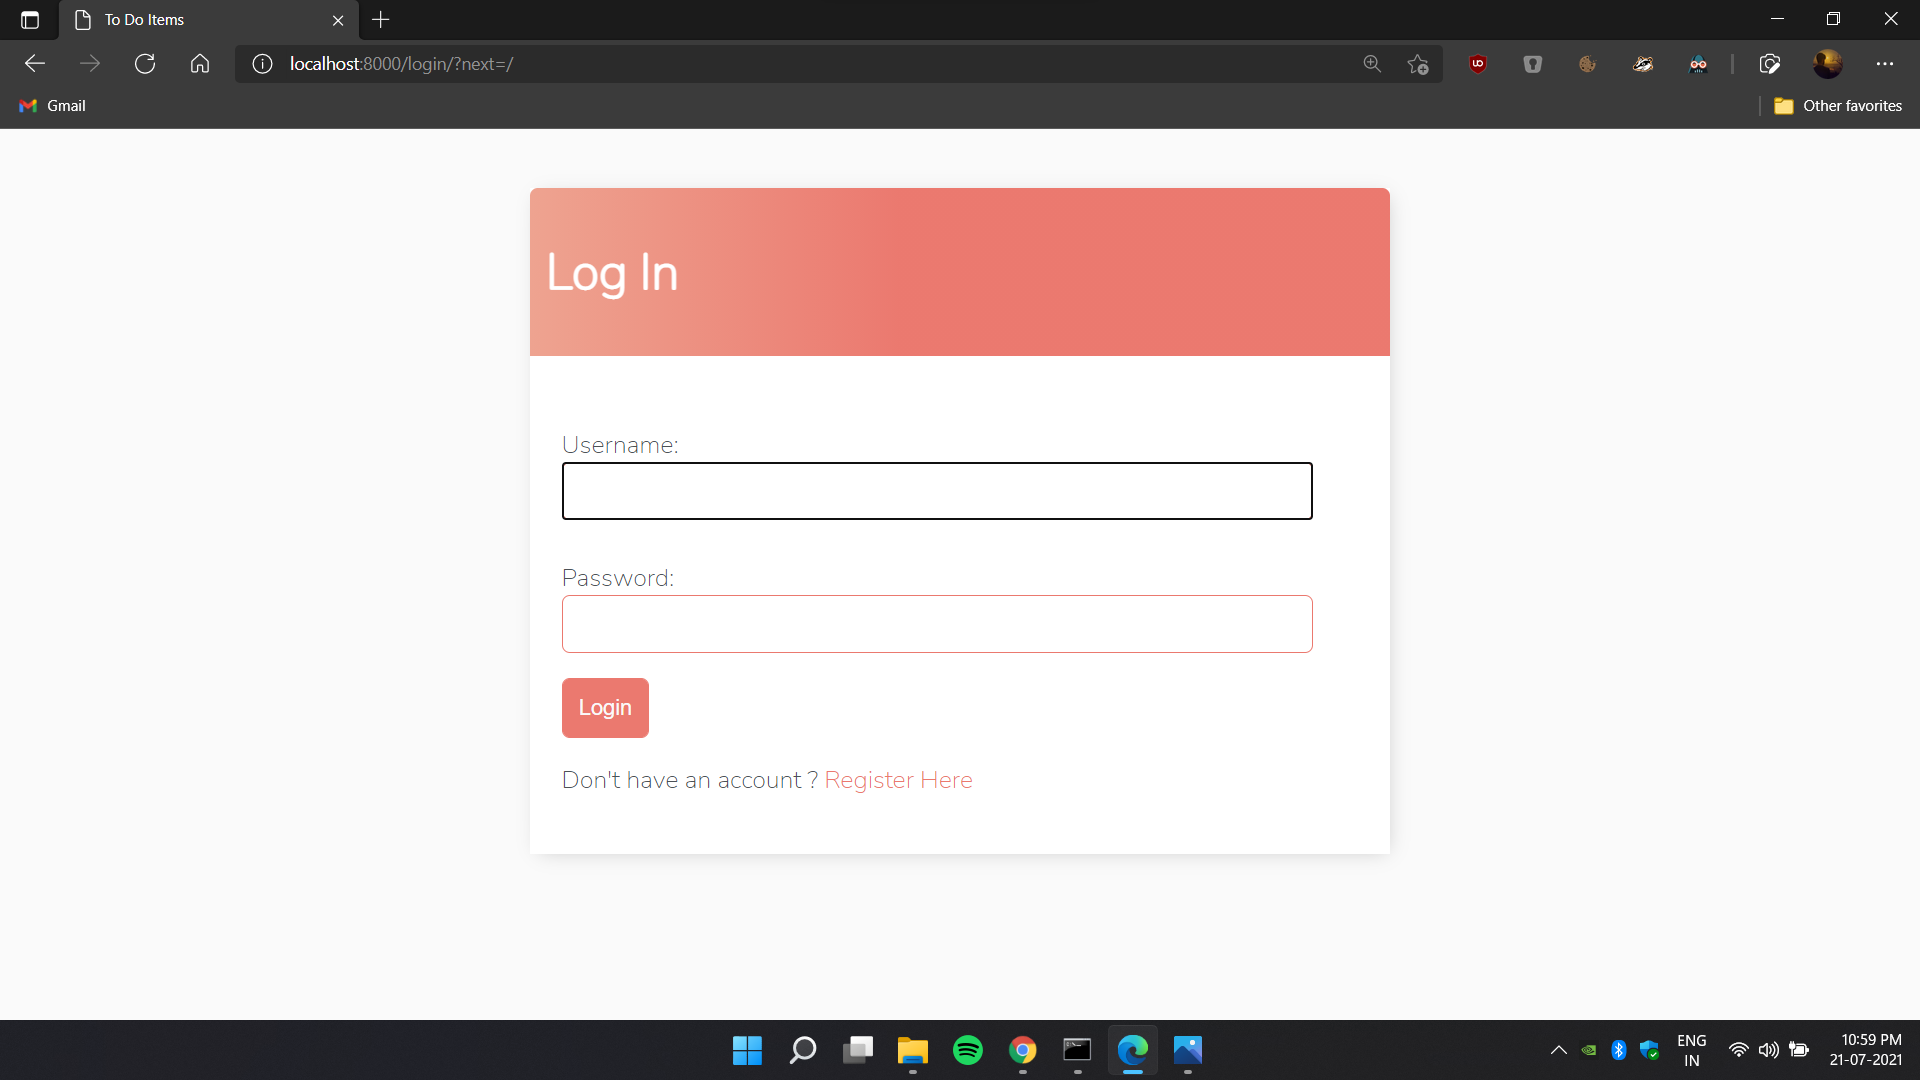 To Do Items
localhost:8000/login/?next=/
Gmail
Other favorites
Log In
Username:
Password:
Login
Don't have an account ? Register Here
ENG
IN
10:59 PM
21-07-2021